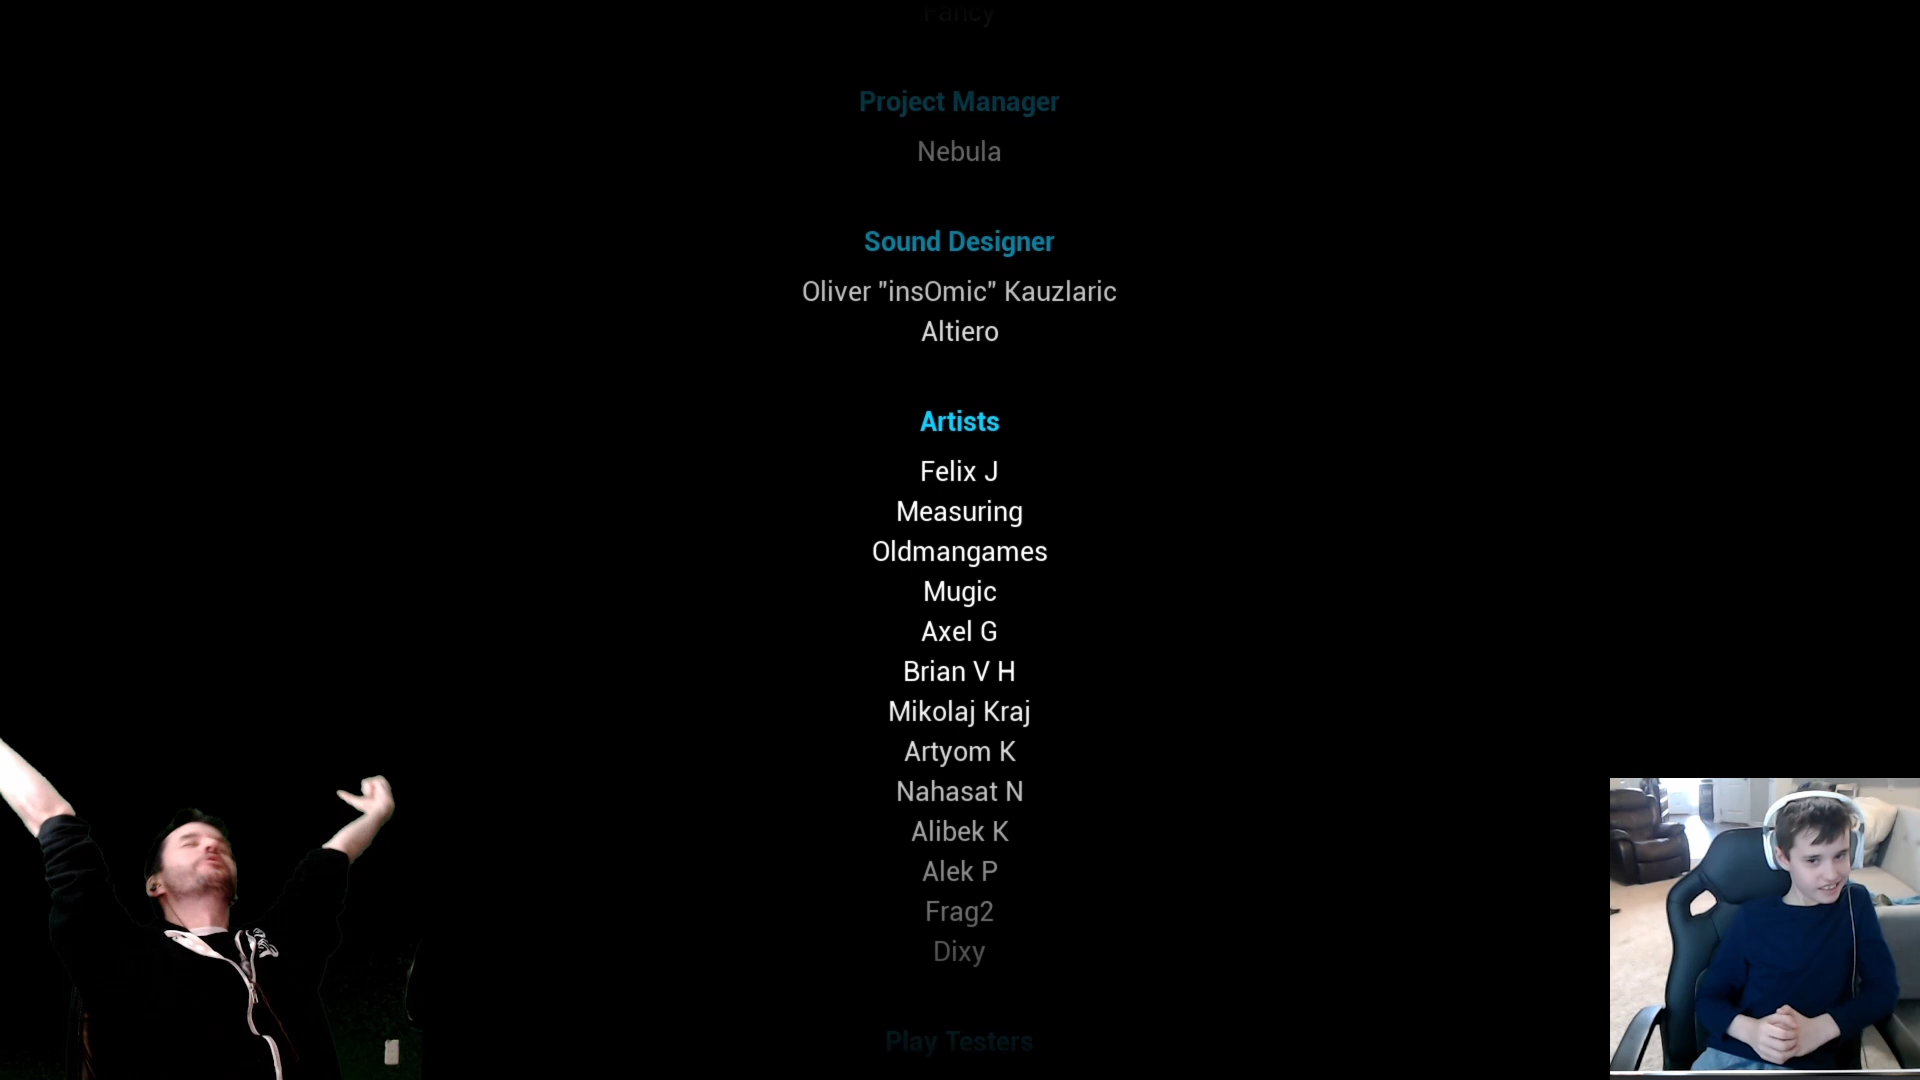 Fancy
Project Manager
Nebula
Sound Designer
Oliver "insOmic" Kauzlaric
Altiero
Artists
Felix J
Measuring
Oldmangames
Mugic
Axel G
Brian V H
Mikolaj Kraj
Artyom K
Nahasat N
Alibek K
Alek P
Frag2
Dixy
Play Testers